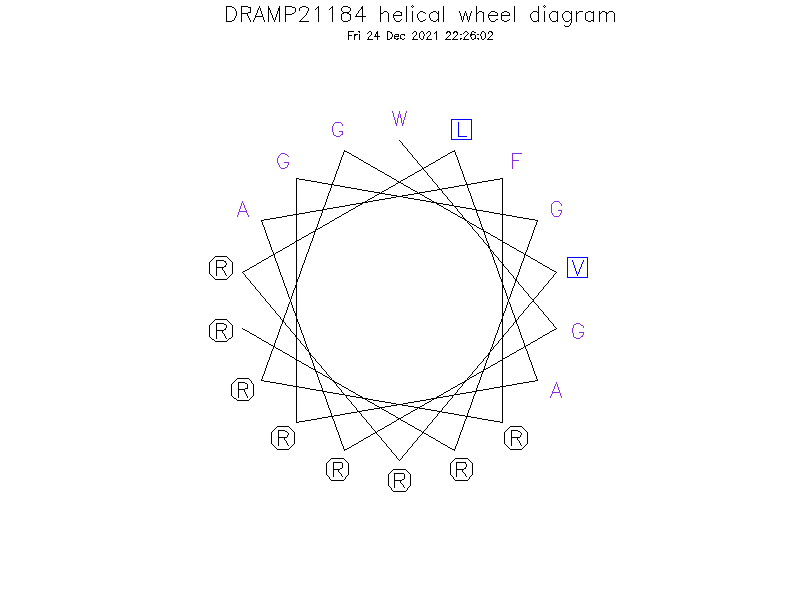 DRAMP21184 helical wheel diagram
Fri 24 Dec 2021 22:26:02
W
G L
G F
A G
R V
R G
R A
R R
R R
R